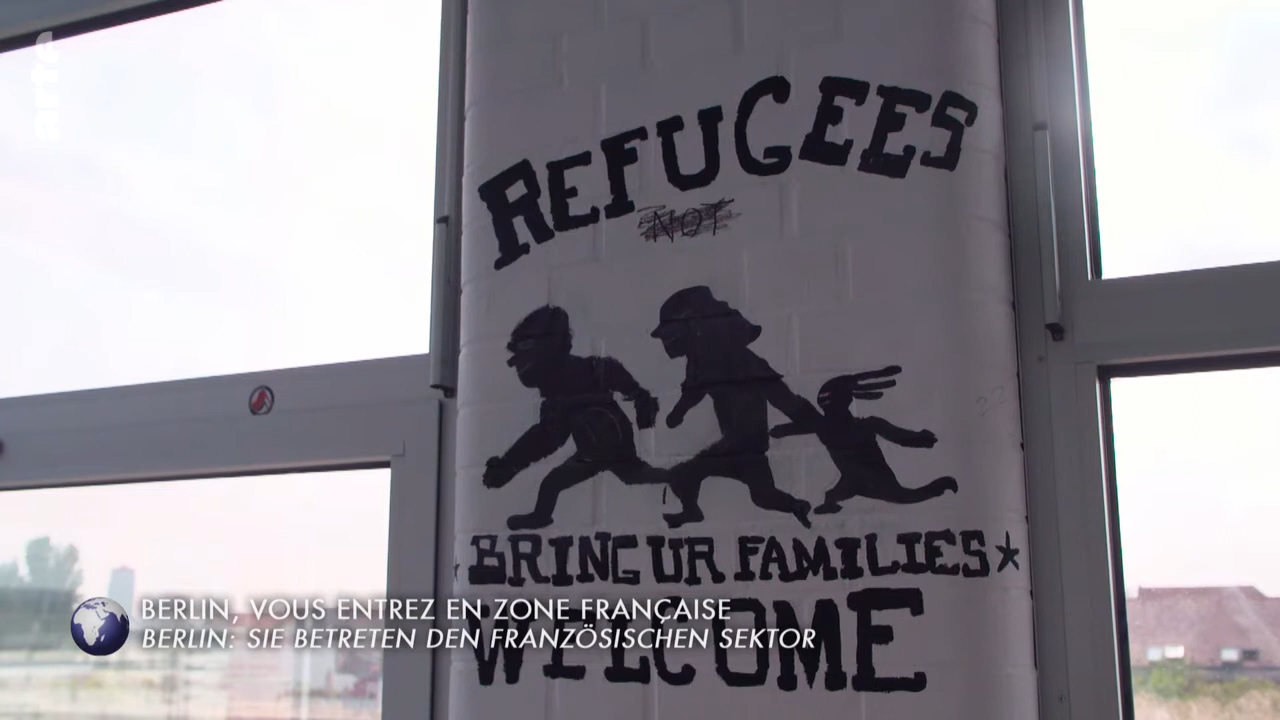 arte
REFUGEES
NOT
BRING UR FAMILIES
WELCOME
BERLIN, VOUS ENTREZ EN ZONE FRANÇAISE
BERLIN: SIE BETRETEN DEN FRANZÖSISCHEN SEKTOR